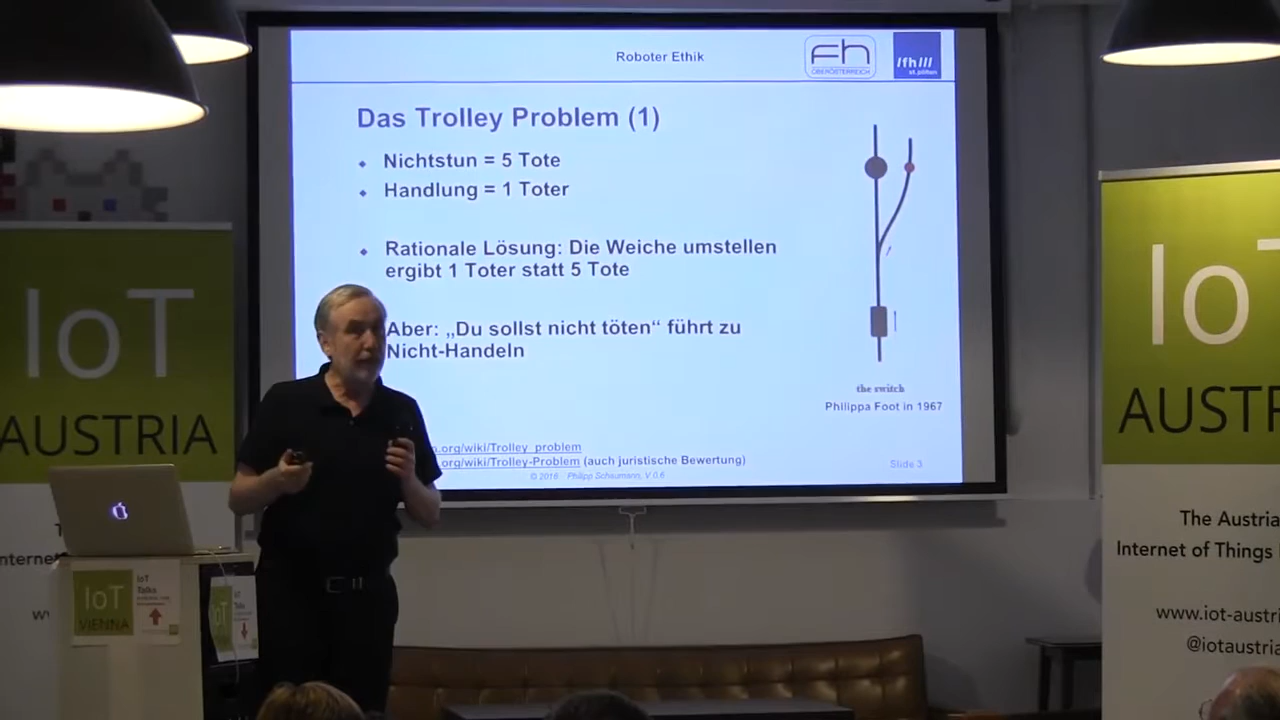 Roboter Ethik
Fh
OBERÖSTERREICH
/fh///
st.pölten
Das Trolley Problem (1)
Nichtstun = 5 Tote
Handlung = 1 Toter
Rationale Lösung: Die Weiche umstellen
ergibt 1 Toter statt 5 Tote
Aber: „Du sollst nicht töten“ führt zu
Nicht-Handeln
the switch
Philippa Foot in 1967
.org/wiki/Trolley_problem
.org/wiki/Trolley-Problem (auch juristische Bewertung)
© 2016 Philipp Schaumann, V 0.6
Slide 3
IoT
AUSTRIA
IoT
Talks
IoT
VIENNA
IoT
AUST
The Austria
Internet of Things
www.iot-austri
@iotaustria